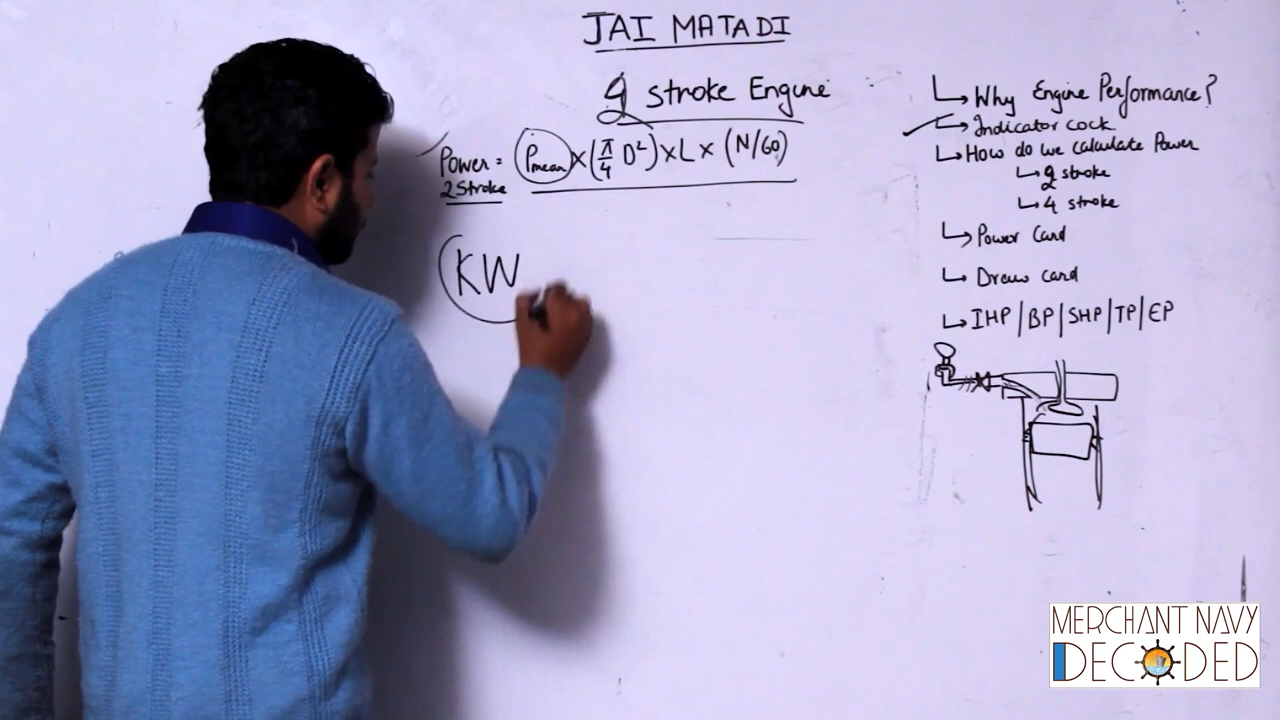 JAI MATADI
2 stroke Engine
Power = Pmean × (π/4 D²) × L × (N/60)
2 Stroke
KW
Why Engine Performance?
Indicator cock
How do we calculate Power
2 stroke
4 stroke
Power card
Draw card
IHP / BP / SHP / TP / EP
MERCHANT NAVY
DECODED